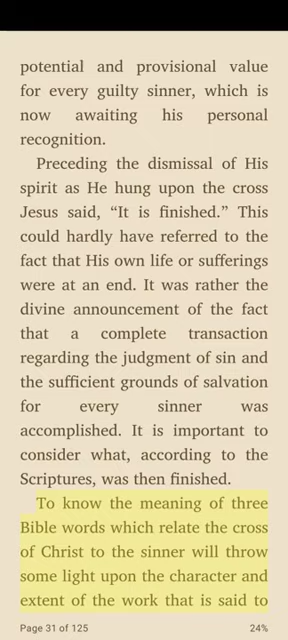 potential and provisional value
for every guilty sinner, which is
now awaiting his personal
recognition.
Preceding the dismissal of His
spirit as He hung upon the cross
Jesus said, “It is finished.” This
could hardly have referred to the
fact that His own life or sufferings
were at an end. It was rather the
divine announcement of the fact
that a complete transaction
regarding the judgment of sin and
the sufficient grounds of salvation
for every sinner was
accomplished. It is important to
consider what, according to the
Scriptures, was then finished.
To know the meaning of three
Bible words which relate the cross
of Christ to the sinner will throw
some light upon the character and
extent of the work that is said to
Page 31 of 125 24%